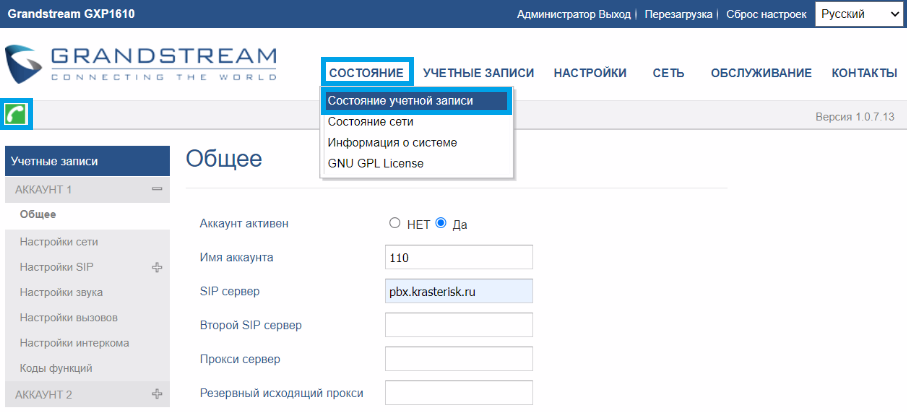 Grandstream GXP1610
Администратор Выход | Перезагрузка | Сброс настроек
Русский
GRANDSTREAM
CONNECTING THE WORLD
СОСТОЯНИЕ
УЧЕТНЫЕ ЗАПИСИ
НАСТРОЙКИ
СЕТЬ
ОБСЛУЖИВАНИЕ
КОНТАКТЫ
Состояние учетной записи
Состояние сети
Информация о системе
GNU GPL License
Версия 1.0.7.13
Учетные записи
АККАУНТ 1
Общее
Настройки сети
Настройки SIP
Настройки звука
Настройки вызовов
Настройки интеркома
Коды функций
АККАУНТ 2
Общее
Аккаунт активен
НЕТ Да
Имя аккаунта
110
SIP сервер
pbx.krasterisk.ru
Второй SIP сервер
Прокси сервер
Резервный исходящий прокси